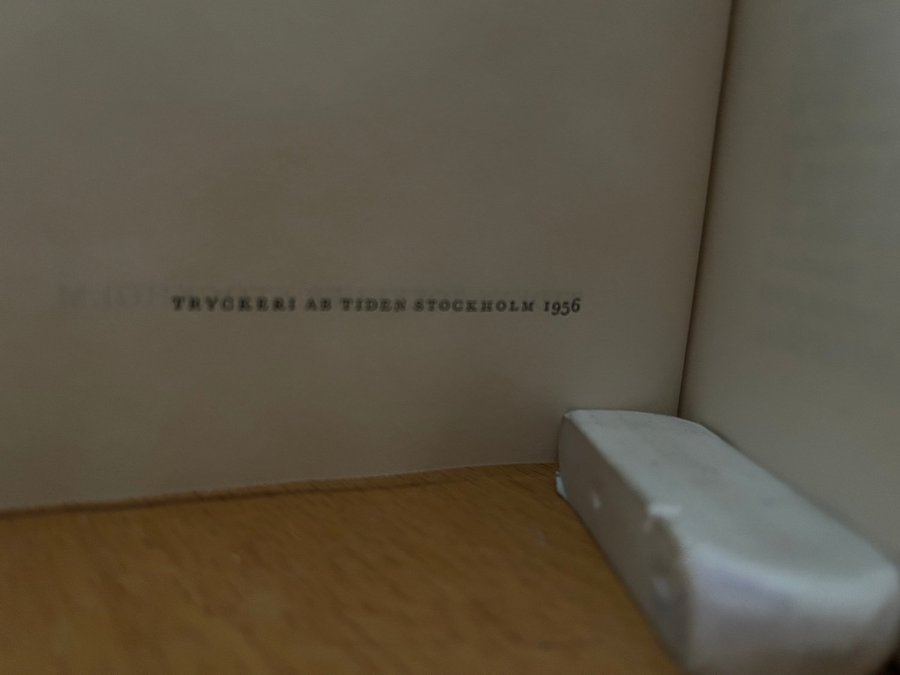 TRYCKERI AB TIDEN STOCKHOLM 1956